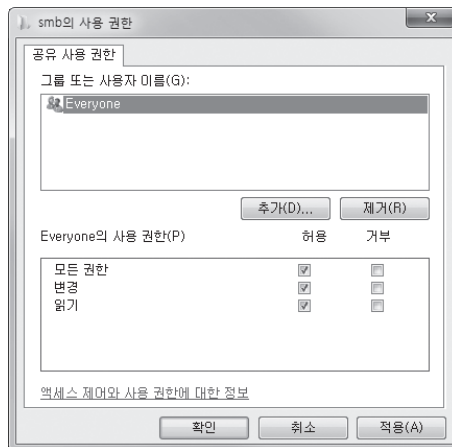 smb의 사용 권한
공유 사용 권한
그룹 또는 사용자 이름(G):
Everyone
추가(D)... 제거(R)
Everyone의 사용 권한(P) 허용 거부
모든 권한
변경
읽기
액세스 제어와 사용 권한에 대한 정보
확인 취소 적용(A)